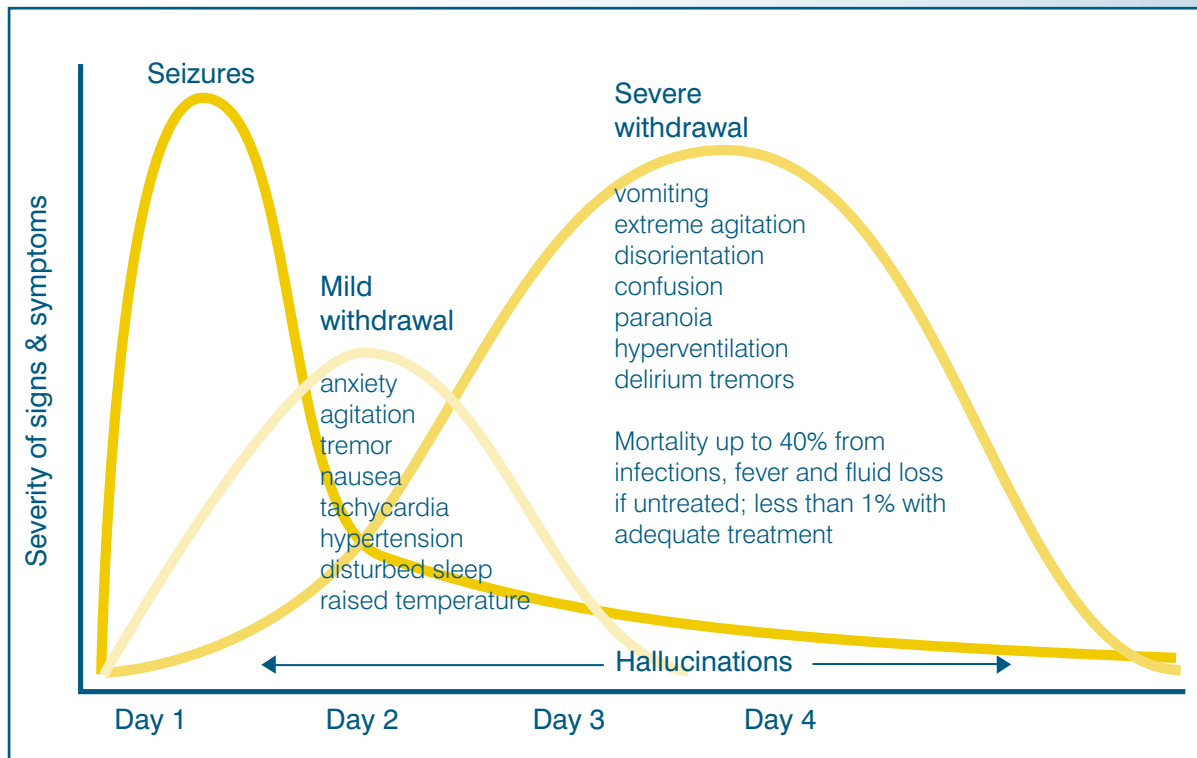 Seizures
Severe
withdrawal
vomiting
extreme agitation
disorientation
confusion
paranoia
hyperventilation
delirium tremors
Mortality up to 40% from
infections, fever and fluid loss
if untreated; less than 1% with
adequate treatment
Mild
withdrawal
anxiety
agitation
tremor
nausea
tachycardia
hypertension
disturbed sleep
raised temperature
Hallucinations
Severity of signs & symptoms
Day 1
Day 2
Day 3
Day 4